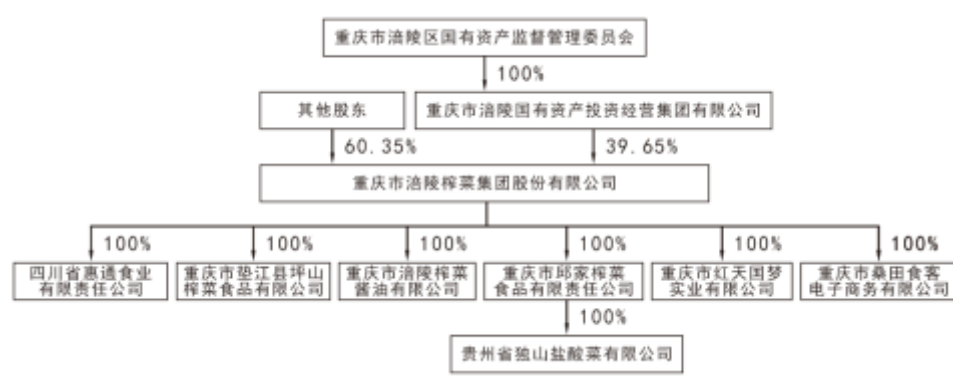 重庆市涪陵区国有资产监督管理委员会
100%
其他股东
重庆市涪陵国有资产投资经营集团有限公司
60.35%
39.65%
重庆市涪陵榨菜集团股份有限公司
100%
100%
100%
100%
100%
100%
四川省惠通食业
有限责任公司
重庆市垫江县坪山
榨菜食品有限公司
重庆市涪陵榨菜
酱油有限公司
重庆市邱家榨菜
食品有限责任公司
重庆市红天国梦
实业有限公司
重庆市桑田食客
电子商务有限公司
100%
贵州省独山盐酸菜有限公司